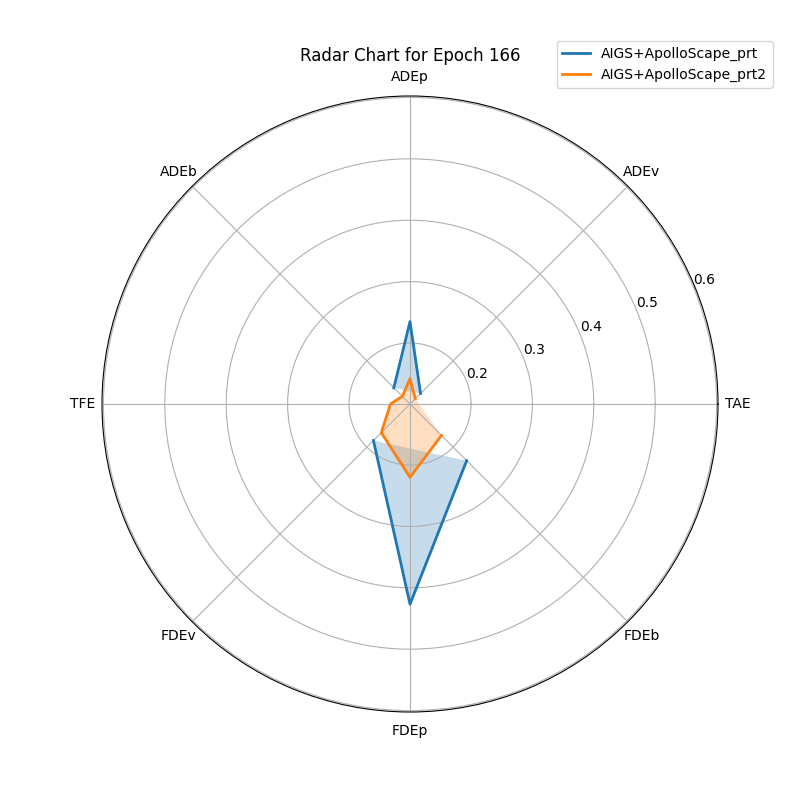 Radar Chart for Epoch 166
AIGS+ApolloScape_prt
AIGS+ApolloScape_prt2
ADEp
ADEb
ADEv
0.6
0.5
0.4
0.3
0.2
TFE
TAE
FDEv
FDEb
FDEp